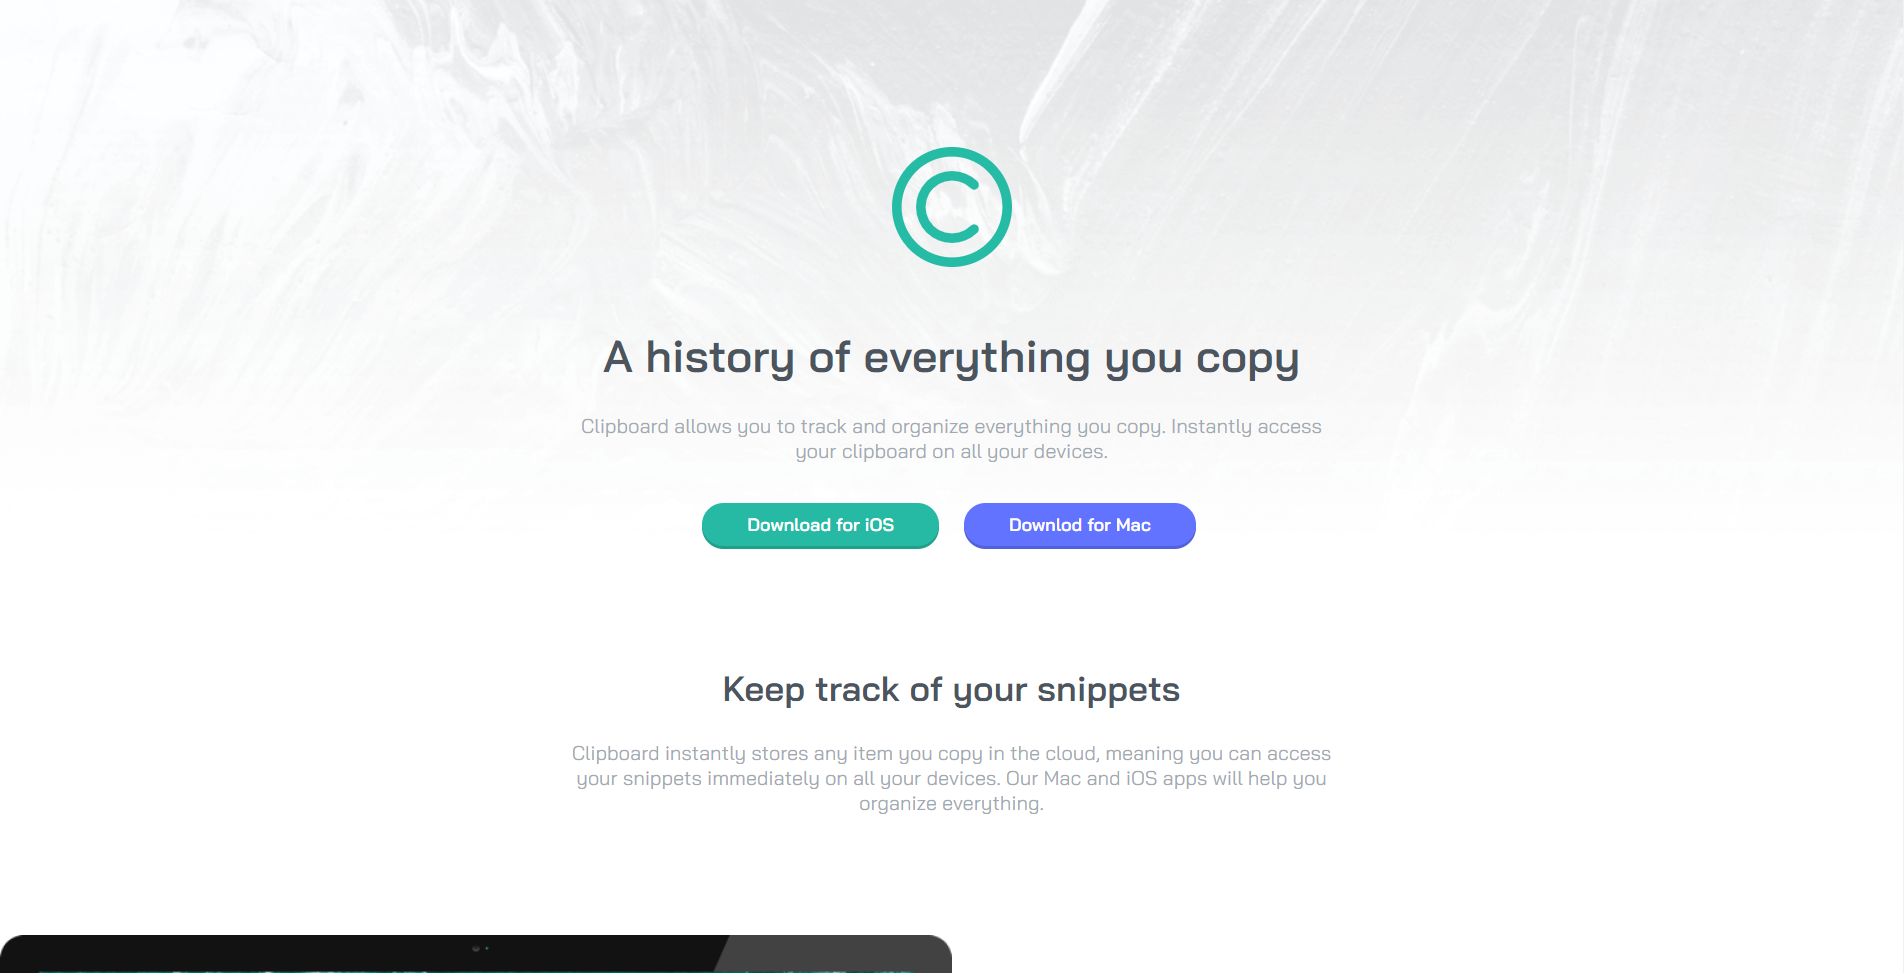 A history of everything you copy
Clipboard allows you to track and organize everything you copy. Instantly access
your clipboard on all your devices.
Download for iOS
Downlod for Mac
Keep track of your snippets
Clipboard instantly stores any item you copy in the cloud, meaning you can access
your snippets immediately on all your devices. Our Mac and iOS apps will help you
organize everything.